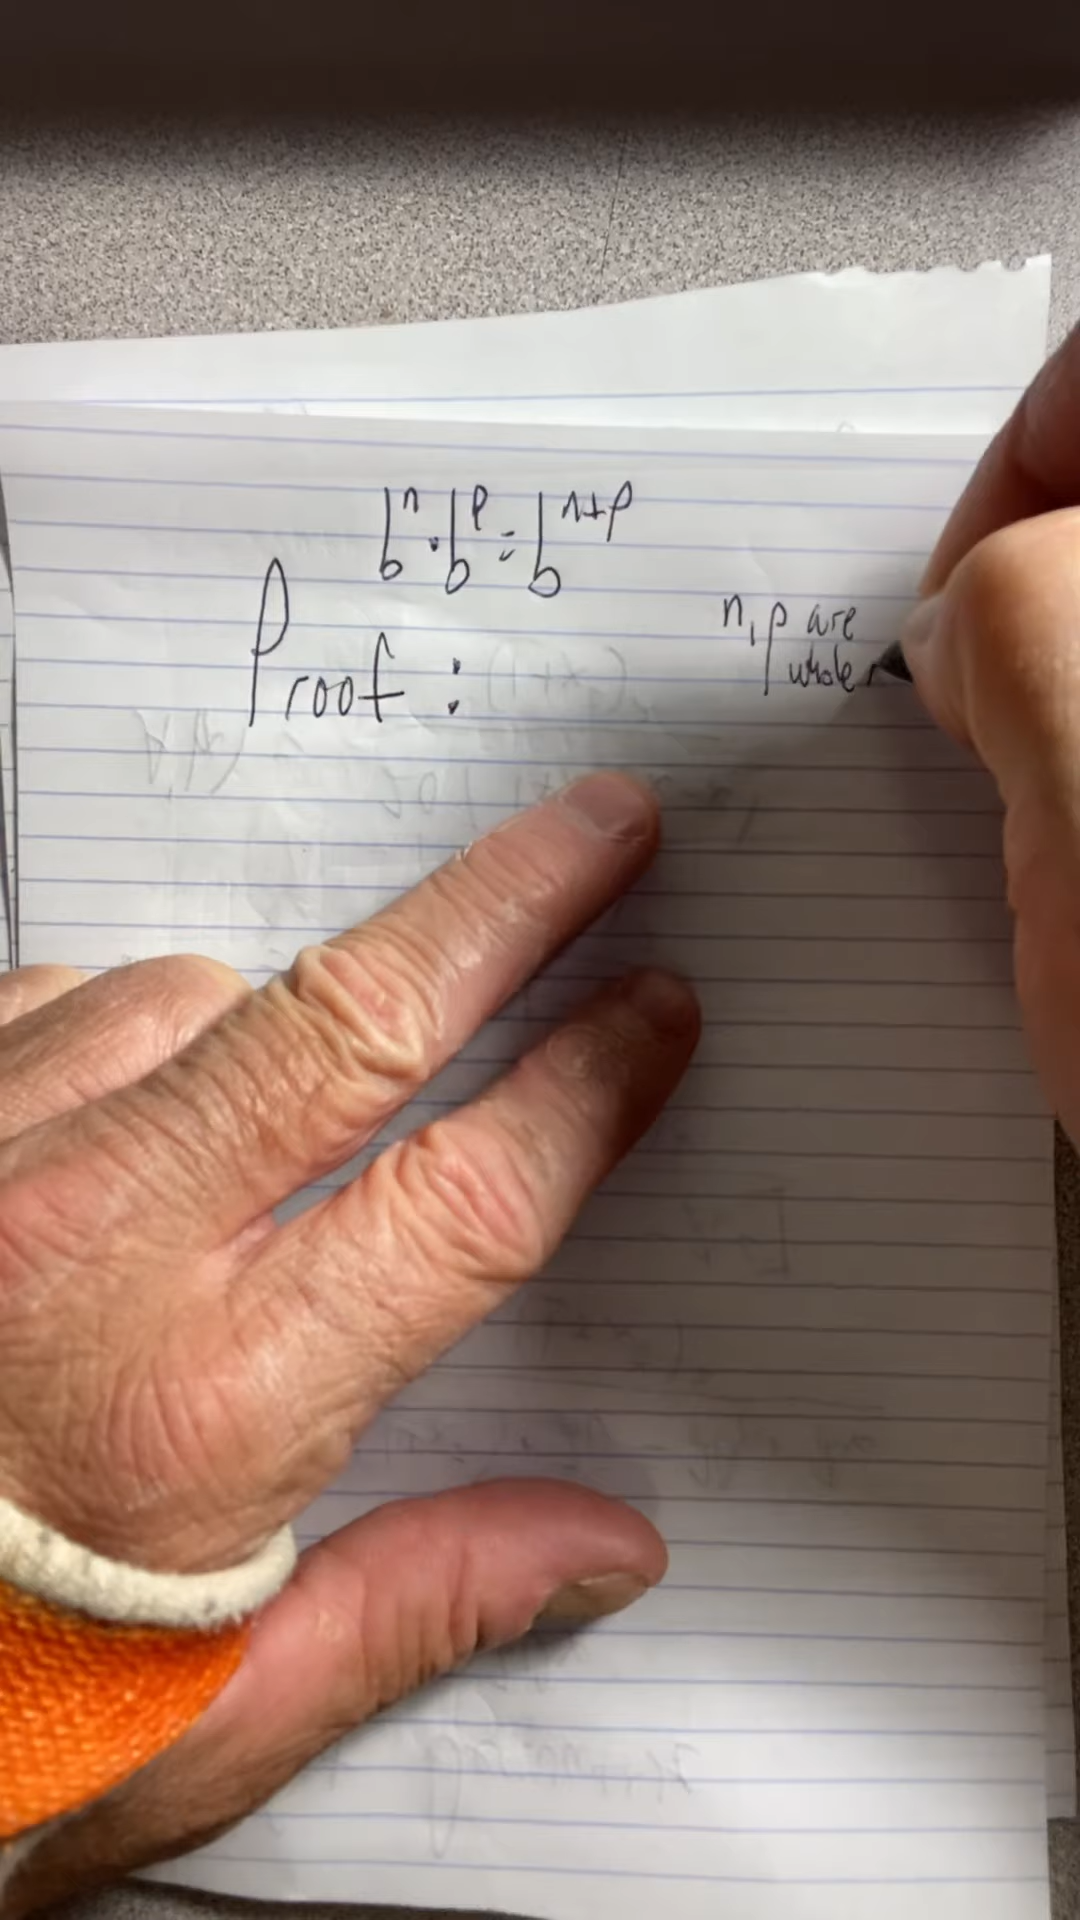 b^n · b^p = b^{n+p}
Proof :
n, p are
whole